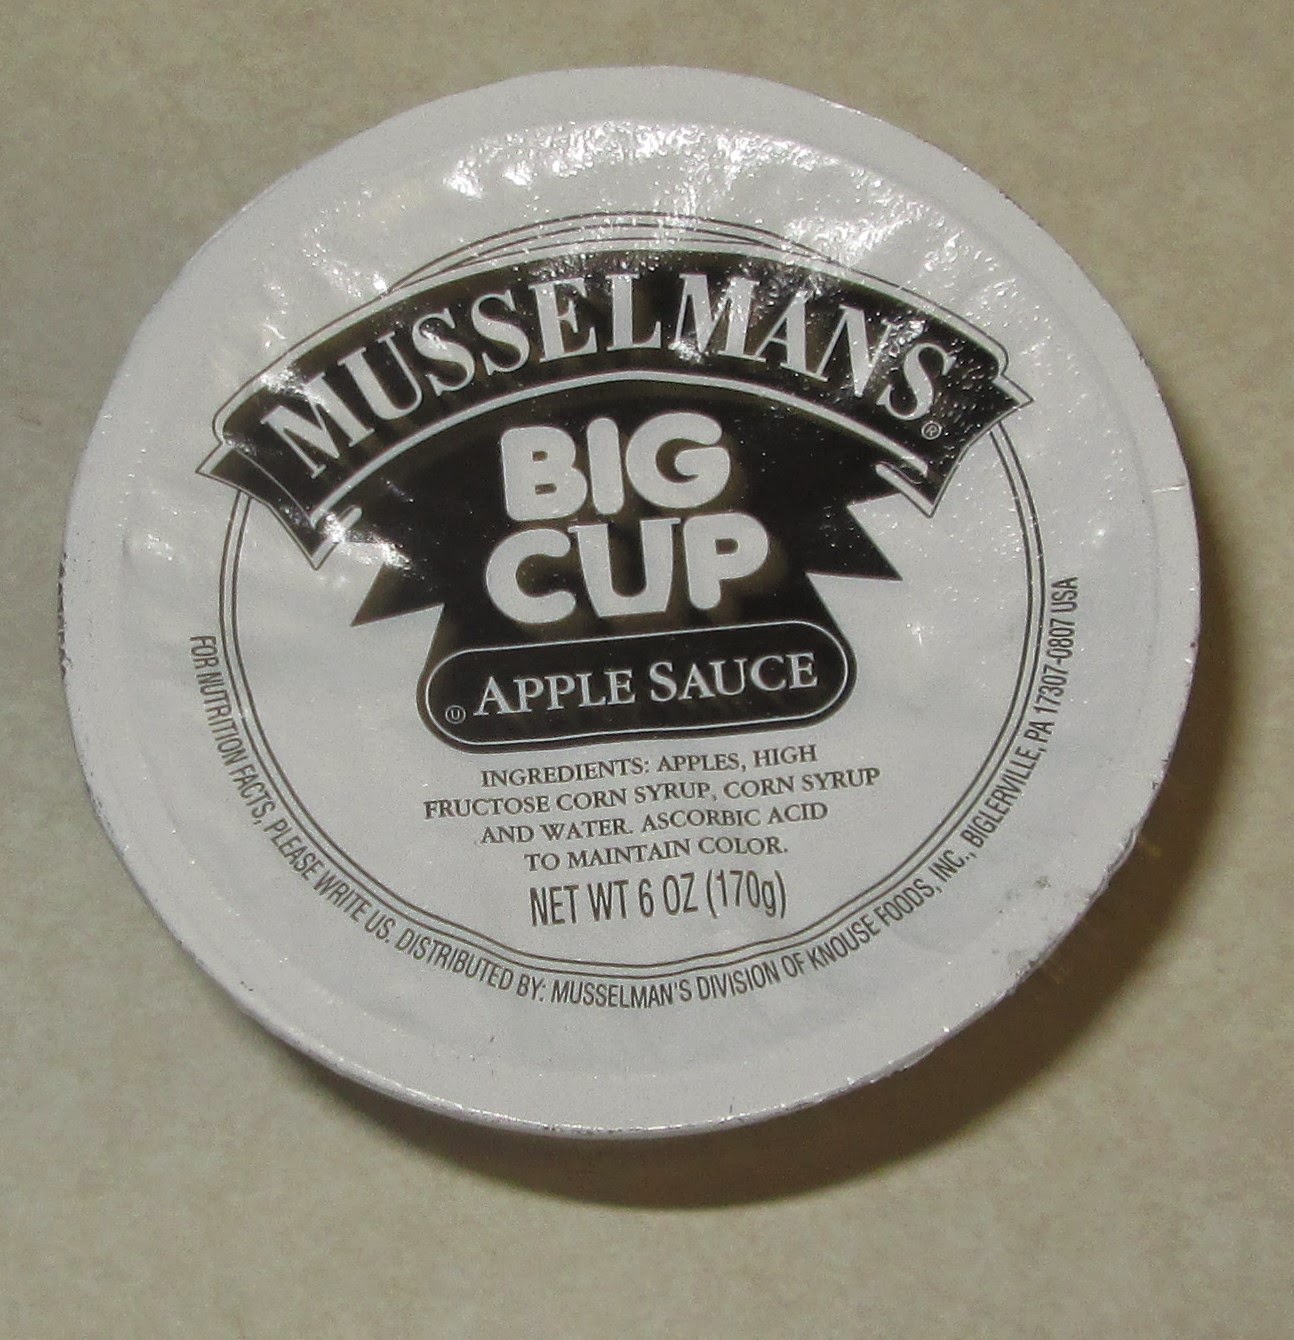 MUSSELMANS®
BIG
CUP
Ⓤ APPLE SAUCE
INGREDIENTS: APPLES, HIGH
FRUCTOSE CORN SYRUP, CORN SYRUP
AND WATER. ASCORBIC ACID
TO MAINTAIN COLOR.
NET WT 6 OZ (170g)
FOR NUTRITION FACTS, PLEASE WRITE US. DISTRIBUTED BY: MUSSELMAN'S DIVISION OF KNOUSE FOODS, INC., BIGLERVILLE, PA 17307-0807 USA